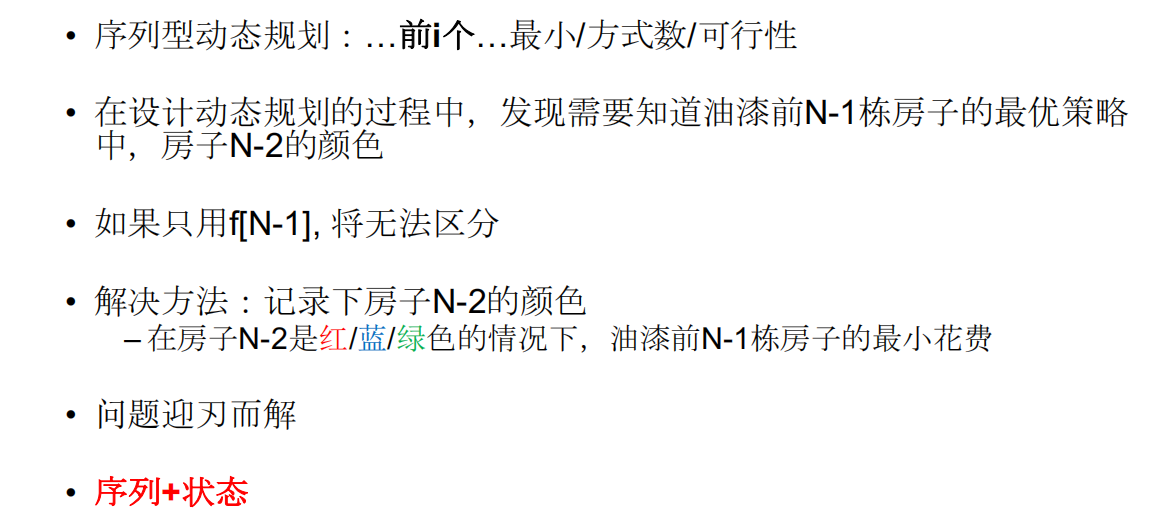 • 序列型动态规划：…前i个…最小/方式数/可行性
• 在设计动态规划的过程中，发现需要知道油漆前N-1栋房子的最优策略
中，房子N-2的颜色
• 如果只用f[N-1], 将无法区分
• 解决方法：记录下房子N-2的颜色
– 在房子N-2是红/蓝/绿色的情况下，油漆前N-1栋房子的最小花费
• 问题迎刃而解
• 序列+状态